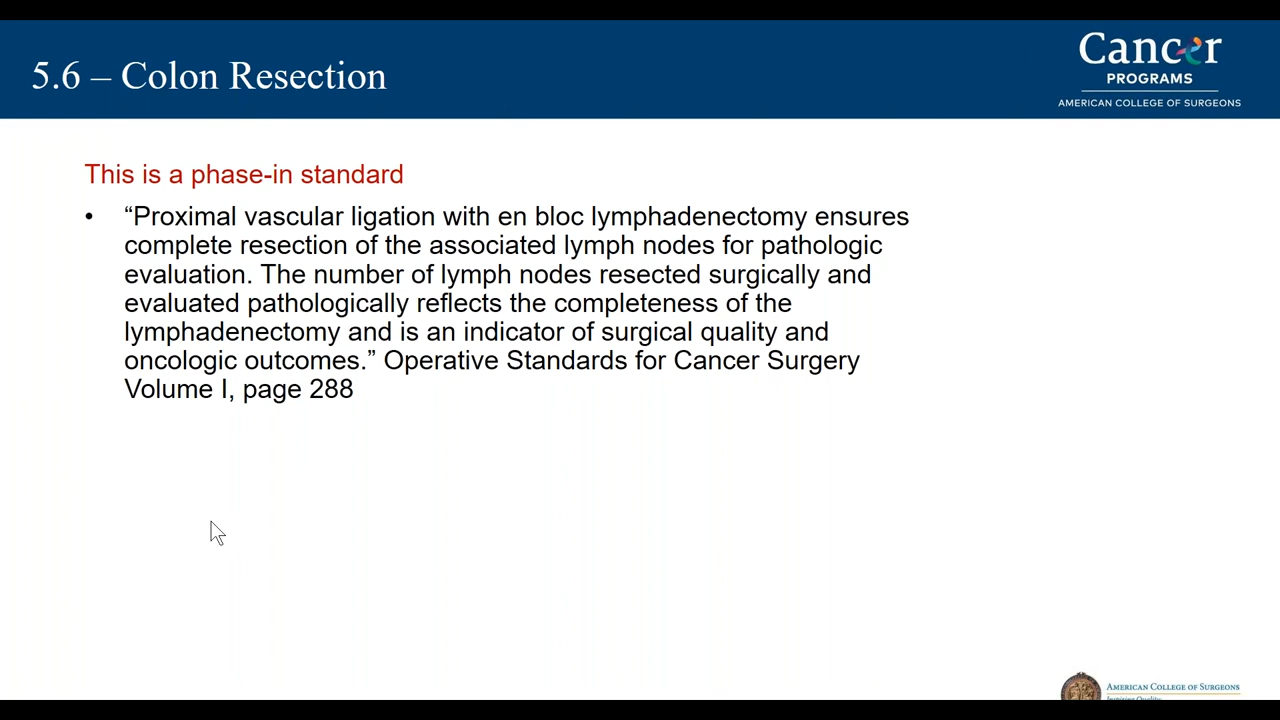 5.6 – Colon Resection
Cancer
PROGRAMS
AMERICAN COLLEGE OF SURGEONS
This is a phase-in standard
• “Proximal vascular ligation with en bloc lymphadenectomy ensures
complete resection of the associated lymph nodes for pathologic
evaluation. The number of lymph nodes resected surgically and
evaluated pathologically reflects the completeness of the
lymphadenectomy and is an indicator of surgical quality and
oncologic outcomes.” Operative Standards for Cancer Surgery
Volume I, page 288
AMERICAN COLLEGE OF SURGEONS